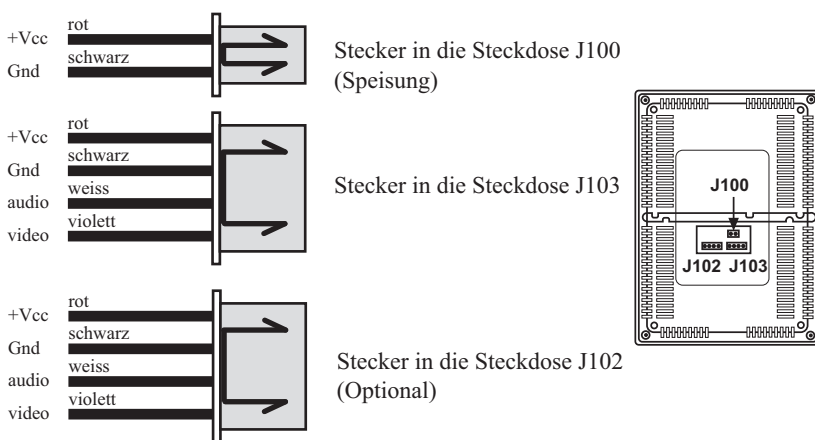 rot
+Vcc
schwarz
Gnd
Stecker in die Steckdose J100
(Speisung)
rot
+Vcc
schwarz
Gnd
weiss
audio
violett
video
Stecker in die Steckdose J103
rot
+Vcc
schwarz
Gnd
weiss
audio
violett
video
Stecker in die Steckdose J102
(Optional)
J100
J102 J103